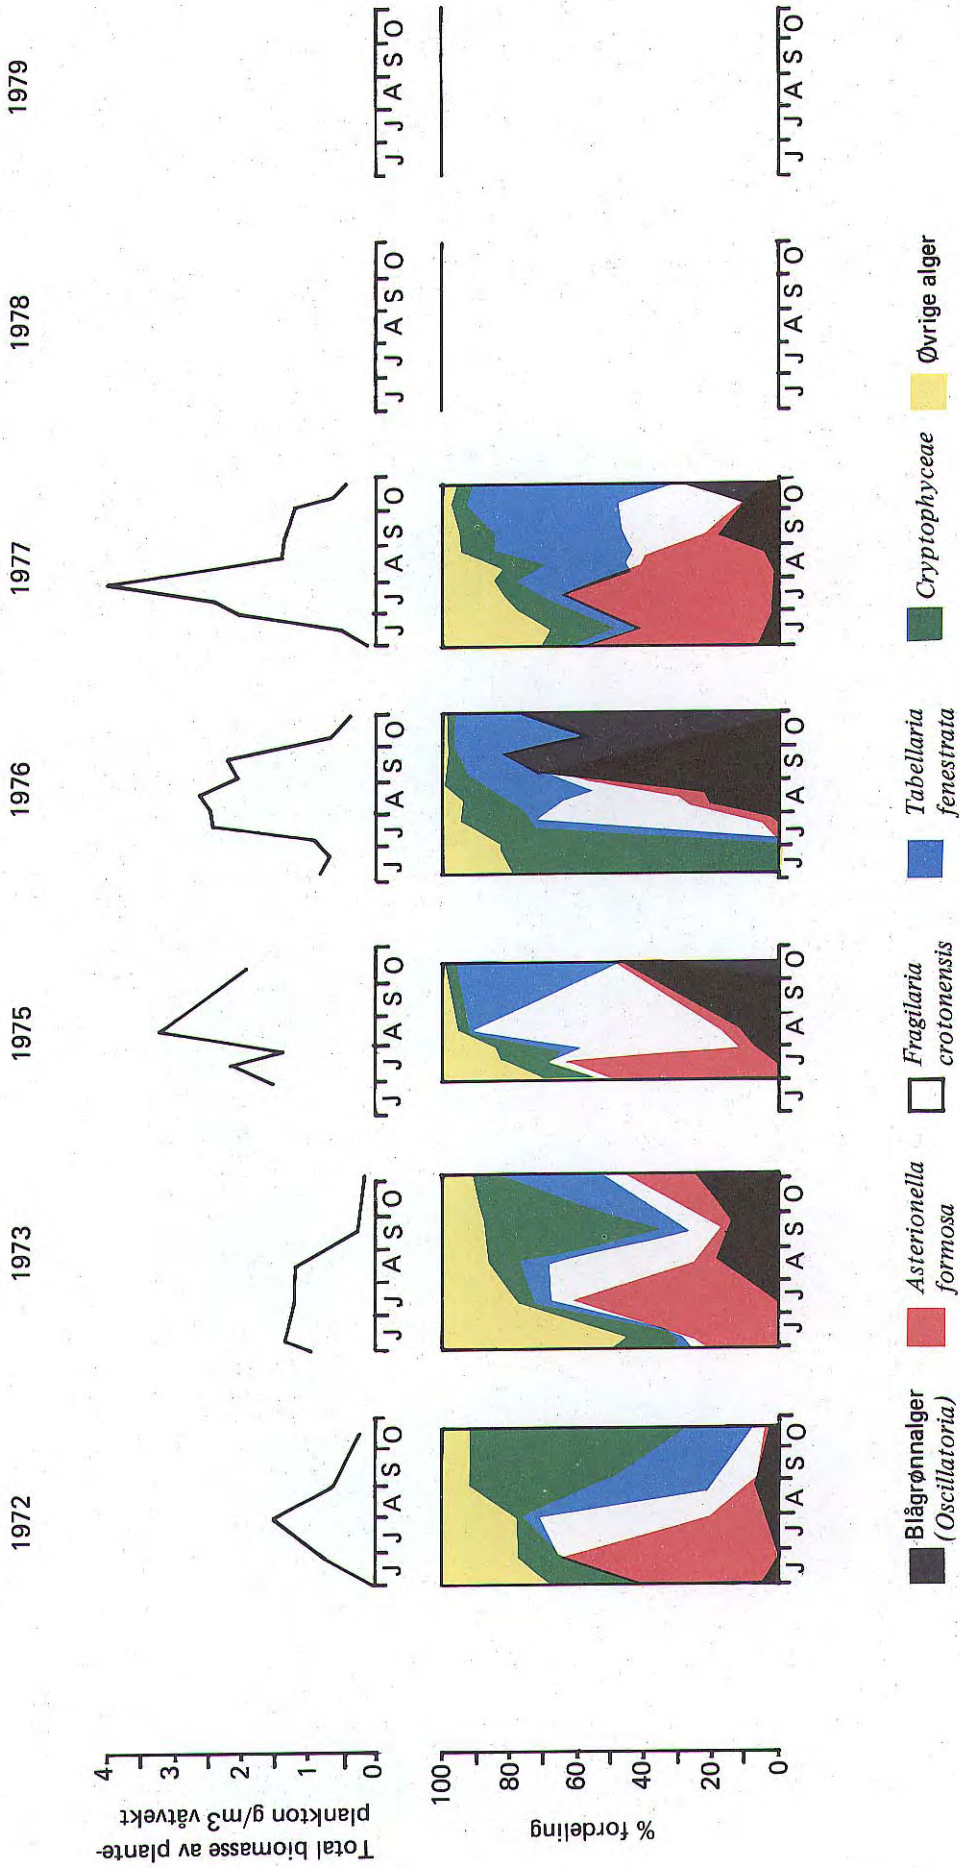 1972
1973
1975
1976
1977
1978
1979
Total biomasse av plante-
plankton g/m3 våtvekt
4
3
2
1
0
J J A S O
J J A S O
J J A S O
J J A S O
J J A S O
J J A S O
J J A S O
% fordeling
100
80
60
40
20
0
J J A S O
J J A S O
J J A S O
J J A S O
J J A S O
J J A S O
J J A S O
Blågrønnalger
(Oscillatoria)
Asterionella
formosa
Fragilaria
crotonensis
Tabellaria
fenestrata
Cryptophyceae
Øvrige alger